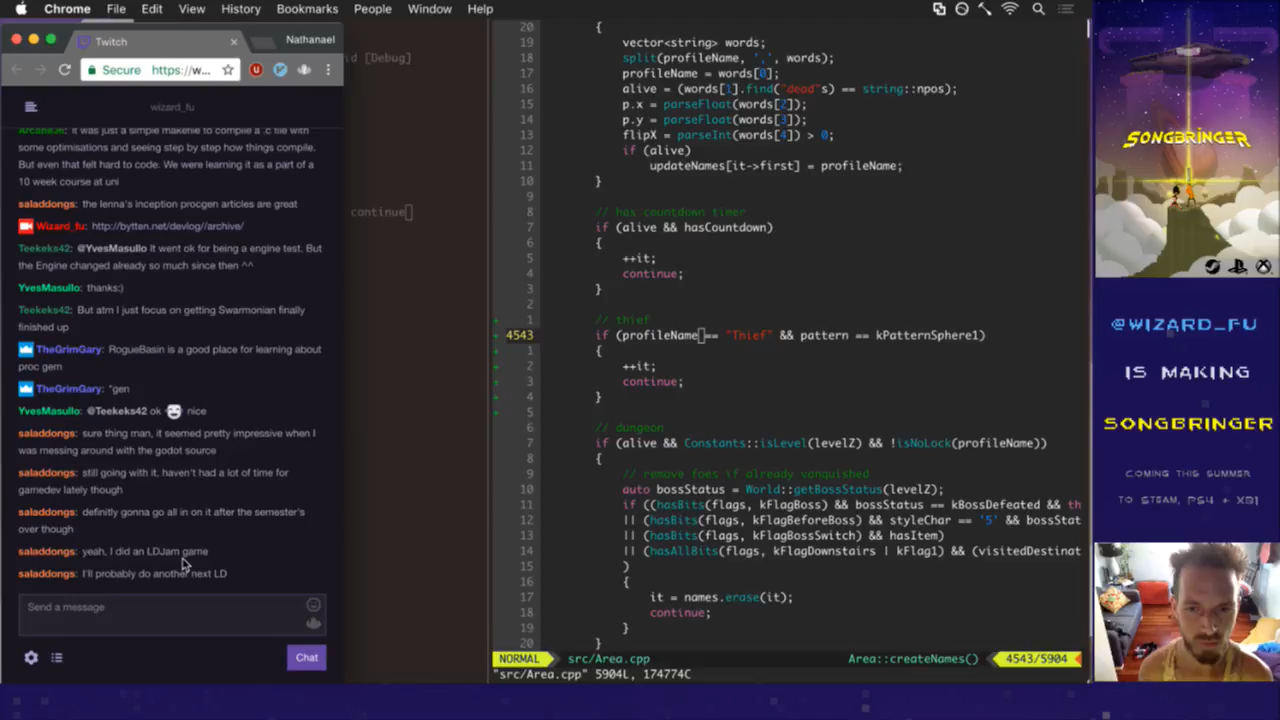 Chrome File Edit View History Bookmarks People Window Help
Twitch
Nathanael
Secure https://w...
wizard_fu
it was just a simple makefile to compile a .c file with
some optimisations and seeing step by step how things compile.
But even that felt hard to code. We were learning it as a part of a
10 week course at uni
saladdongs: the lenna's inception procgen articles are great
Wizard_fu: http://bytten.net/devlog//archive/
Teekeks42: @YvesMasullo It went ok for being a engine test. But
the Engine changed already so much since then ^^
YvesMasullo: thanks:)
Teekeks42: But atm I just focus on getting Swarmonian finally
finished up
TheGrimGary: RogueBasin is a good place for learning about
proc gem
TheGrimGary: *gen
YvesMasullo: @Teekeks42 ok nice
saladdongs: sure thing man, it seemed pretty impressive when I
was messing around with the godot source
saladdongs: still going with it, haven't had a lot of time for
gamedev lately though
saladdongs: definitly gonna go all in on it after the semester's
over though
saladdongs: yeah, I did an LDJam game
saladdongs: I'll probably do another next LD
Send a message
Chat
id [Debug]
continue]
20 {
19 vector<string> words;
18 split(profileName, ',', words);
17 profileName = words[0];
16 alive = (words[1].find("dead"s) == string::npos);
15 p.x = parseFloat(words[2]);
14 p.y = parseFloat(words[3]);
13 flipX = parseInt(words[4]) > 0;
12 if (alive)
11 updateNames[it->first] = profileName;
10 }
9
8 // has countdown timer
7 if (alive && hasCountdown)
6 {
5 ++it;
4 continue;
3 }
2
+ 1 // thief
+ 4543 if (profileName == "Thief" && pattern == kPatternSphere1)
+ 1 {
+ 2 ++it;
+ 3 continue;
+ 4 }
+ 5
6 // dungeon
7 if (alive && Constants::isLevel(levelZ) && !isNoLock(profileName))
8 {
9 // remove foes if already vanquished
10 auto bossStatus = World::getBossStatus(levelZ);
11 if ((hasBits(flags, kFlagBoss) && bossStatus == kBossDefeated && th
12 || (hasBits(flags, kFlagBeforeBoss) && styleChar == '5' && bossStat
13 || (hasBits(flags, kFlagBossSwitch) && hasItem)
14 || (hasAllBits(flags, kFlagDownstairs | kFlag1) && (visitedDestinat
15 )
16 {
17 it = names.erase(it);
18 continue;
19 }
20 }
NORMAL src/Area.cpp Area::createNames() 4543/5904
"src/Area.cpp" 5904L, 174774C
SONGBRINGER
@WIZARD_FU
IS MAKING
SONGBRINGER
COMING THIS SUMMER
TO STEAM, PS4 + XB1